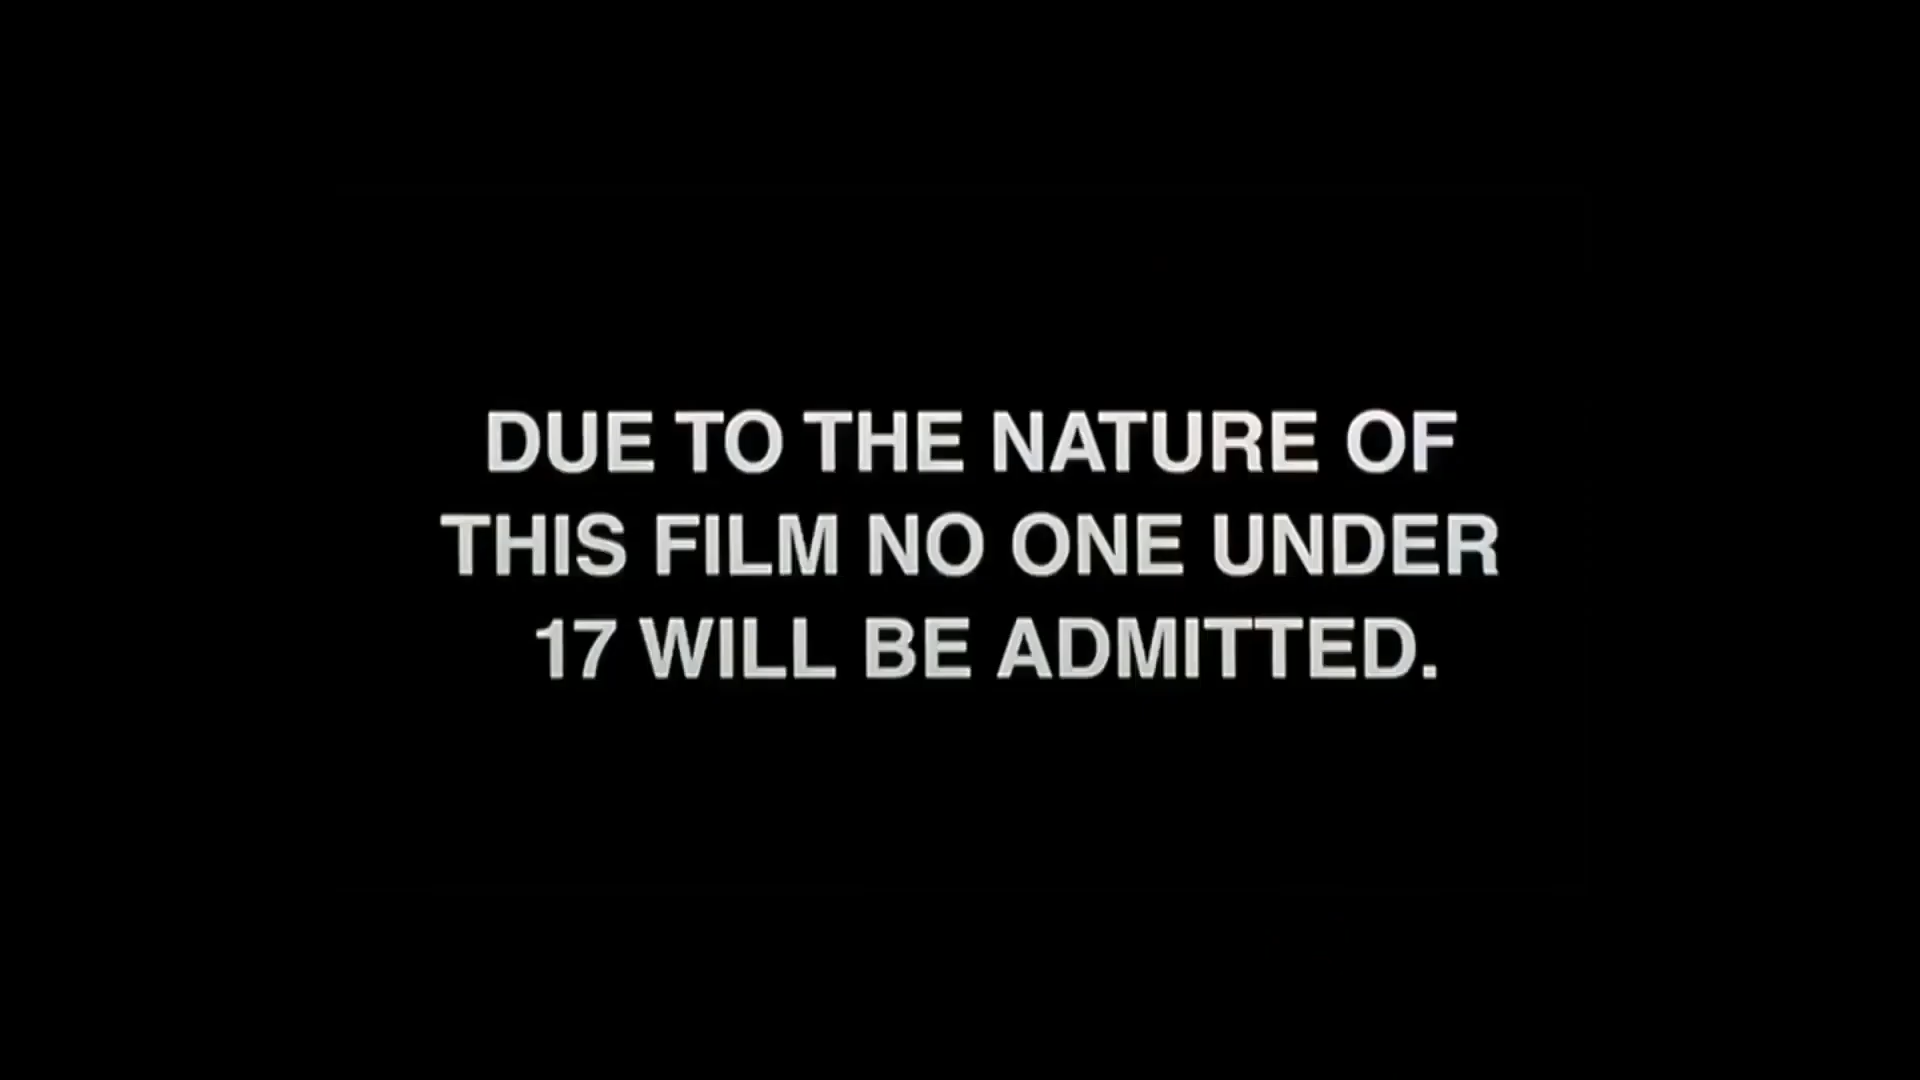 DUE TO THE NATURE OF
THIS FILM NO ONE UNDER
17 WILL BE ADMITTED.